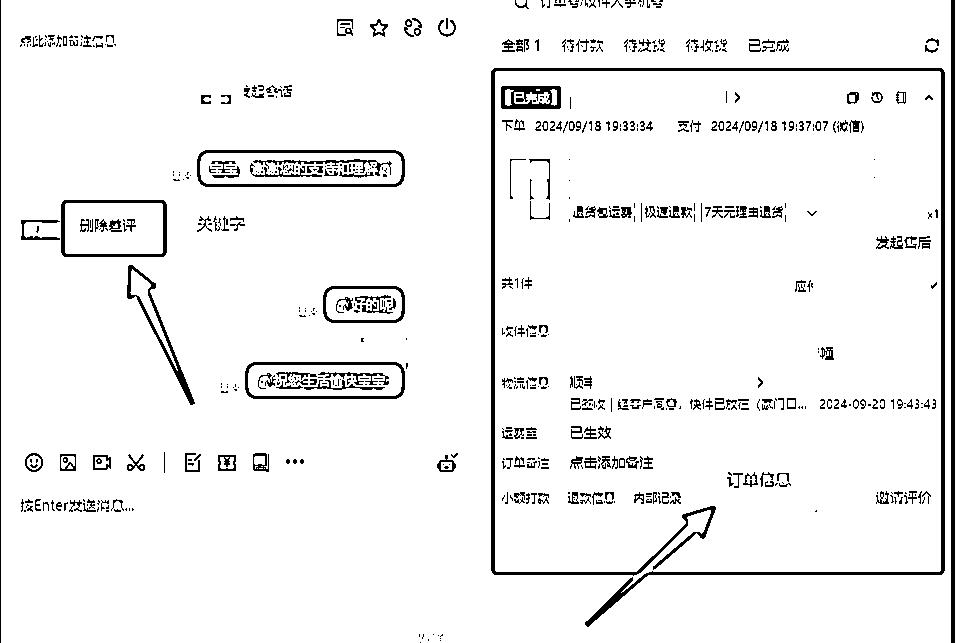 点此添加备注信息
发起会话
宝宝 谢谢您的支持和理解
已读
删除差评
关键字
好的呢
已读
祝您生活愉快宝宝
已读
按Enter发送消息...
订单号/收件人手机号
全部 1 待付款 待发货 待收货 已完成
【已完成】
下单 2024/09/18 19:33:34 支付 2024/09/18 19:37:07 (微信)
退货包运费 极速退款 7天无理由退货
x1
发起售后
共1件
收件信息
物流信息
已签收 | 经客户同意，快件已放在（家门口... 2024-09-20 19:43:43
运费宝 已生效
订单备注 点击添加备注
订单信息
小额打款 退款信息 内部记录 邀请评价